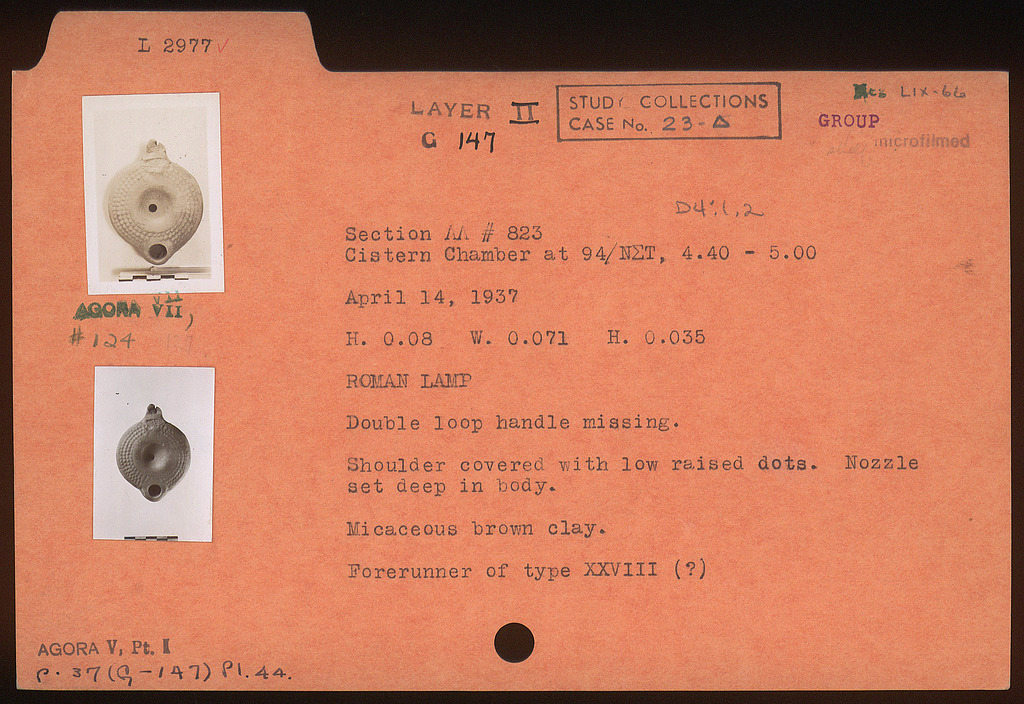 L 2977 ✓
LAYER II
G 147
STUDY COLLECTIONS
CASE No. 23-Δ
LIX-66
GROUP
microfilmed
D4:1.2
Section ΛΛ # 823
Cistern Chamber at 94/ΝΣΤ, 4.40 - 5.00
April 14, 1937
H. 0.08 W. 0.071 H. 0.035
ROMAN LAMP
Double loop handle missing.
Shoulder covered with low raised dots. Nozzle
set deep in body.
Micaceous brown clay.
Forerunner of type XXVIII (?)
AGORA VII,
# 124
AGORA V, Pt. I
P. 37 (G-147) Pl. 44.